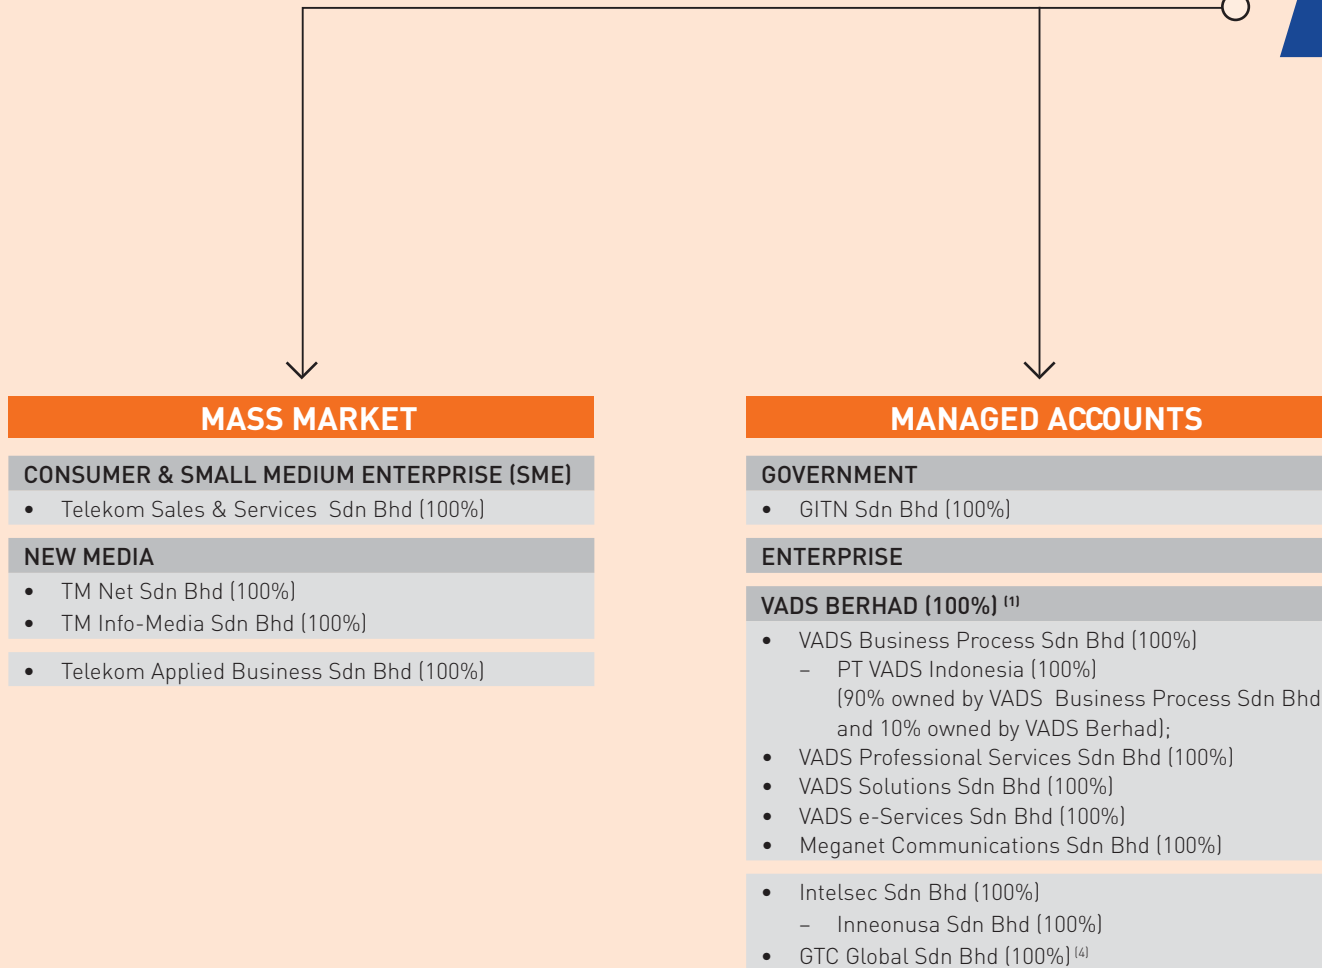 MASS MARKET
CONSUMER & SMALL MEDIUM ENTERPRISE (SME)
• Telekom Sales & Services Sdn Bhd (100%)
NEW MEDIA
• TM Net Sdn Bhd (100%)
• TM Info-Media Sdn Bhd (100%)
• Telekom Applied Business Sdn Bhd (100%)
MANAGED ACCOUNTS
GOVERNMENT
• GITN Sdn Bhd (100%)
ENTERPRISE
VADS BERHAD (100%) (1)
• VADS Business Process Sdn Bhd (100%)
– PT VADS Indonesia (100%)
(90% owned by VADS Business Process Sdn Bhd
and 10% owned by VADS Berhad);
• VADS Professional Services Sdn Bhd (100%)
• VADS Solutions Sdn Bhd (100%)
• VADS e-Services Sdn Bhd (100%)
• Meganet Communications Sdn Bhd (100%)
• Intelsec Sdn Bhd (100%)
– Inneonusa Sdn Bhd (100%)
• GTC Global Sdn Bhd (100%) (4)